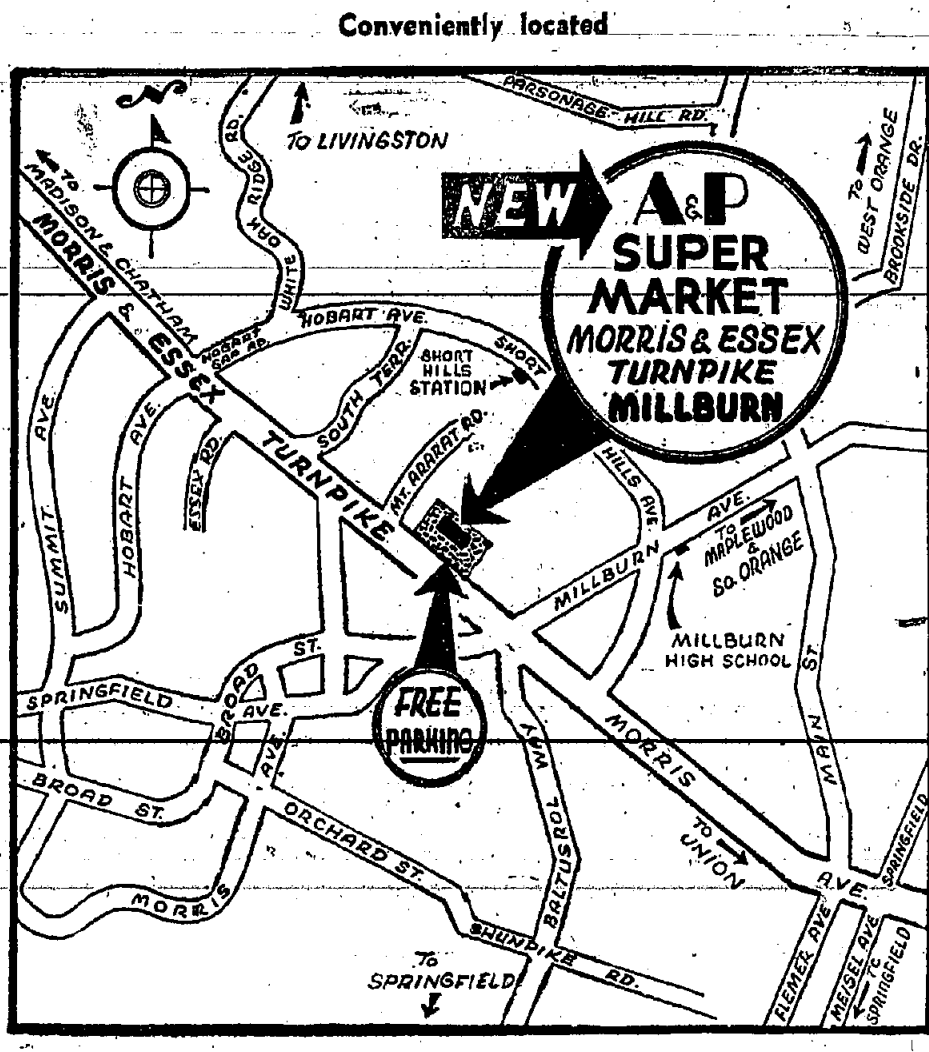 Conveniently located
N
TO LIVINGSTON
PARSONAGE HILL RD.
TO WEST ORANGE
BROOKSIDE DR.
TO MADISON & CHATHAM
MORRIS & ESSEX TURNPIKE
WHITE OAK RIDGE RD.
NEW
A&P
SUPER
MARKET
MORRIS & ESSEX
TURNPIKE
MILLBURN
HOBART GAP RD.
HOBART AVE.
SHORT HILLS AVE.
SHORT
HILLS
STATION
SOUTH TERR.
MT. ARARAT RD.
SUMMIT AVE.
HOBART AVE.
ESSEX RD.
MILLBURN AVE.
TO
MAPLEWOOD
&
SO. ORANGE
MILLBURN
HIGH SCHOOL
MAIN ST.
FREE
PARKING
BROAD ST.
SPRINGFIELD AVE.
BROAD ST.
MORRIS AVE.
ORCHARD ST.
BALTUSROL WAY
MORRIS AVE.
TO
UNION
SHUNPIKE RD.
TO
SPRINGFIELD
FLEMER AVE
MEISEL AVE
TO
SPRINGFIELD
SPRINGFIELD